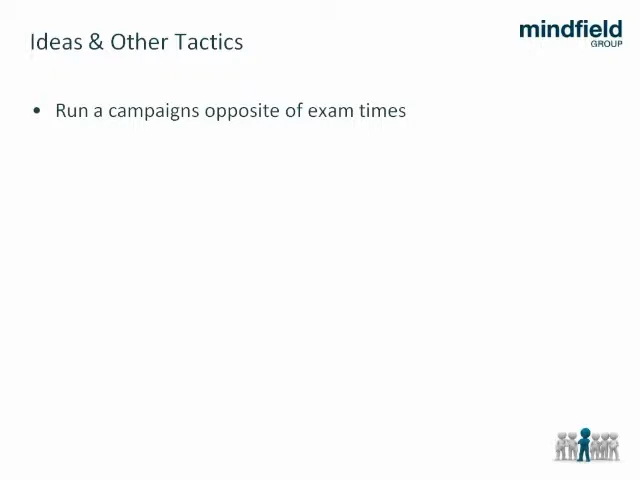 Ideas & Other Tactics
mindfield
GROUP
• Run a campaigns opposite of exam times